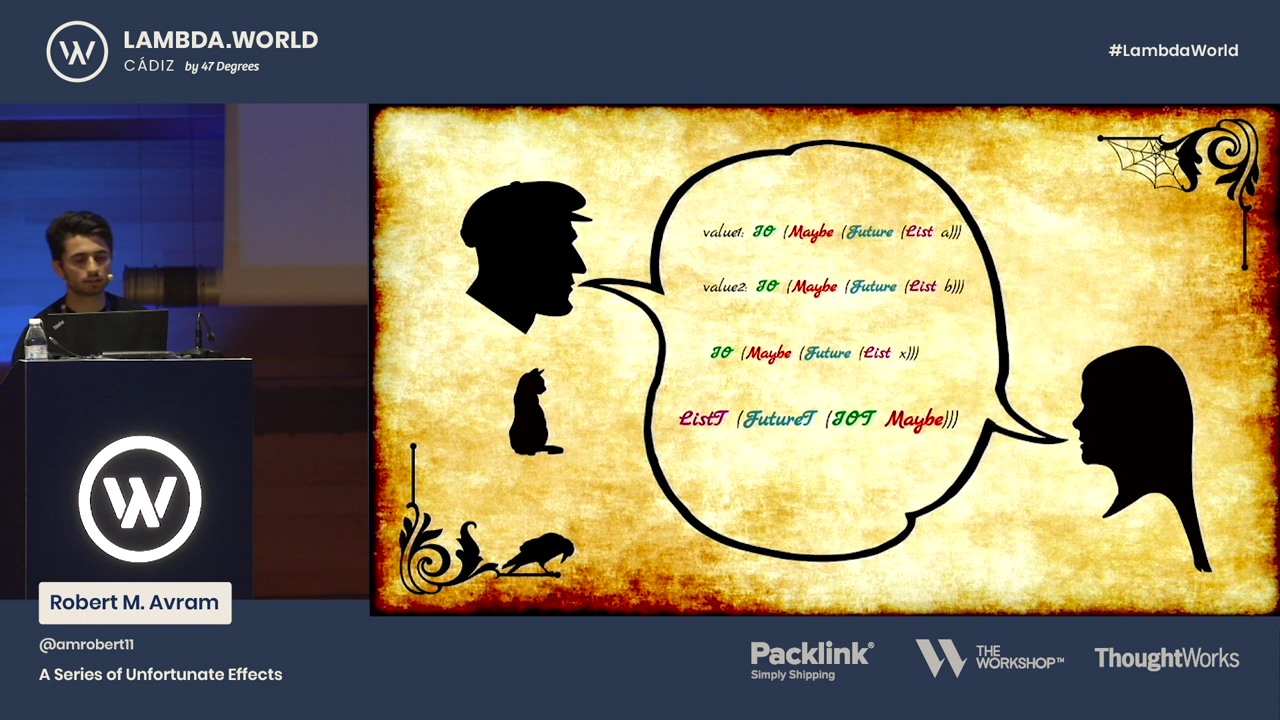 LAMBDA.WORLD
CÁDIZ by 47 Degrees
#LambdaWorld
value1: IO (Maybe (Future (List a)))
value2: IO (Maybe (Future (List b)))
IO (Maybe (Future (List x)))
ListT (FutureT (IOT Maybe)))
Robert M. Avram
@amrobert11
A Series of Unfortunate Effects
Packlink®
Simply Shipping
THE
WORKSHOP™
ThoughtWorks